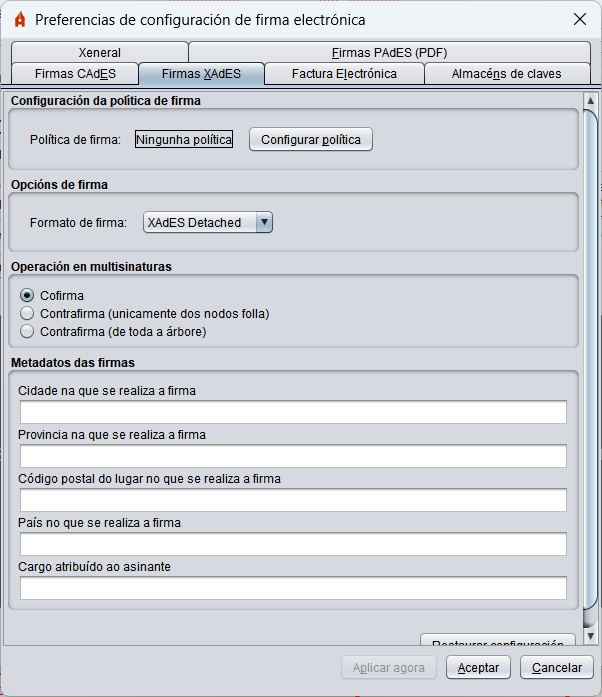 Preferencias de configuración de firma electrónica
Xeneral
Firmas PAdES (PDF)
Firmas CAdES
Firmas XAdES
Factura Electrónica
Almacéns de claves
Configuración da política de firma
Política de firma: Ningunha política Configurar política
Opcións de firma
Formato de firma: XAdES Detached
Operación en multisinaturas
Cofirma
Contrafirma (unicamente dos nodos folla)
Contrafirma (de toda a árbore)
Metadatos das firmas
Cidade na que se realiza a firma
Provincia na que se realiza a firma
Código postal do lugar no que se realiza a firma
País no que se realiza a firma
Cargo atribuído ao asinante
Restaurar configuración
Aplicar agora Aceptar Cancelar